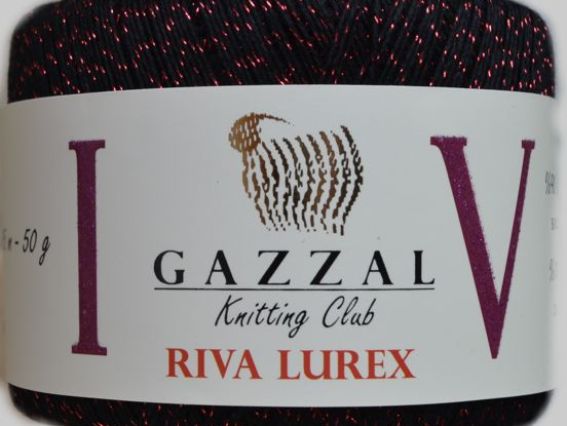 I V
- 50 g
GAZZAL
Knitting Club
RIVA LUREX